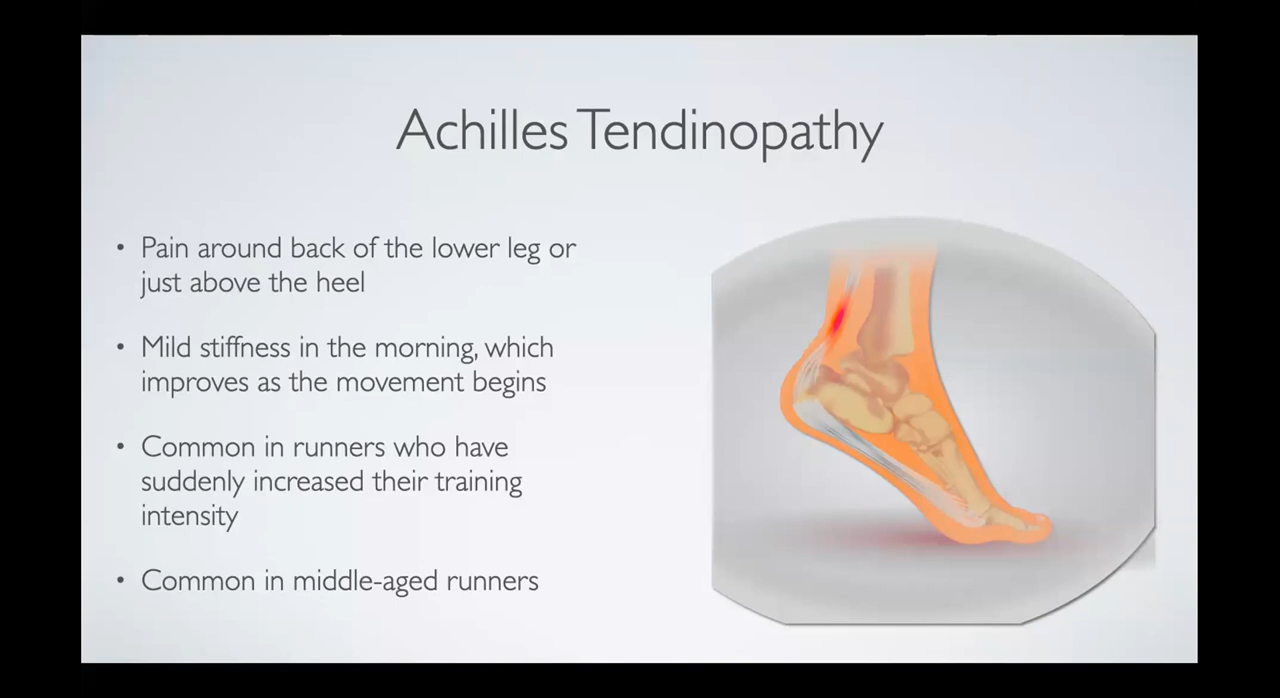 Achilles Tendinopathy
• Pain around back of the lower leg or
just above the heel
• Mild stiffness in the morning, which
improves as the movement begins
• Common in runners who have
suddenly increased their training
intensity
• Common in middle-aged runners